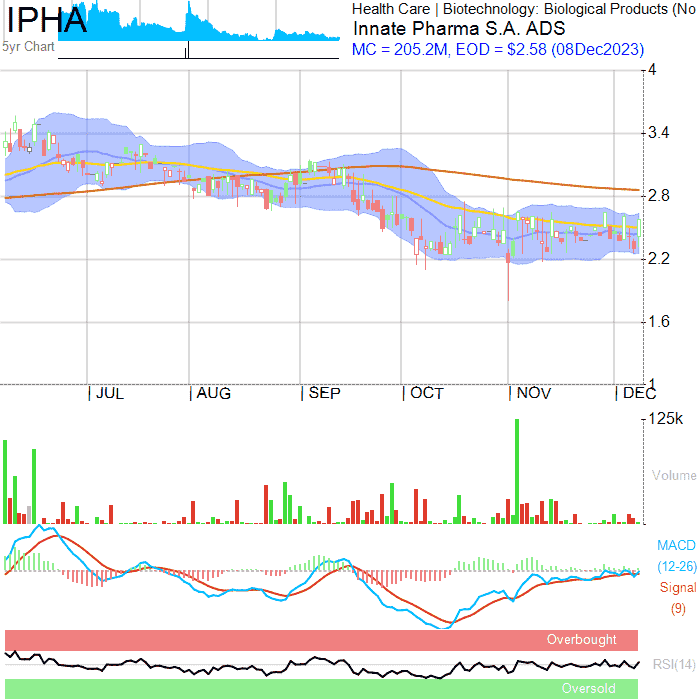 IPHA
5yr Chart
Health Care | Biotechnology: Biological Products (No
Innate Pharma S.A. ADS
MC = 205.2M, EOD = $2.58 (08Dec2023)
4
3.4
2.8
2.2
1.6
1
JUL AUG SEP OCT NOV DEC
125k
Volume
MACD
(12-26)
Signal
(9)
Overbought
RSI(14)
Oversold